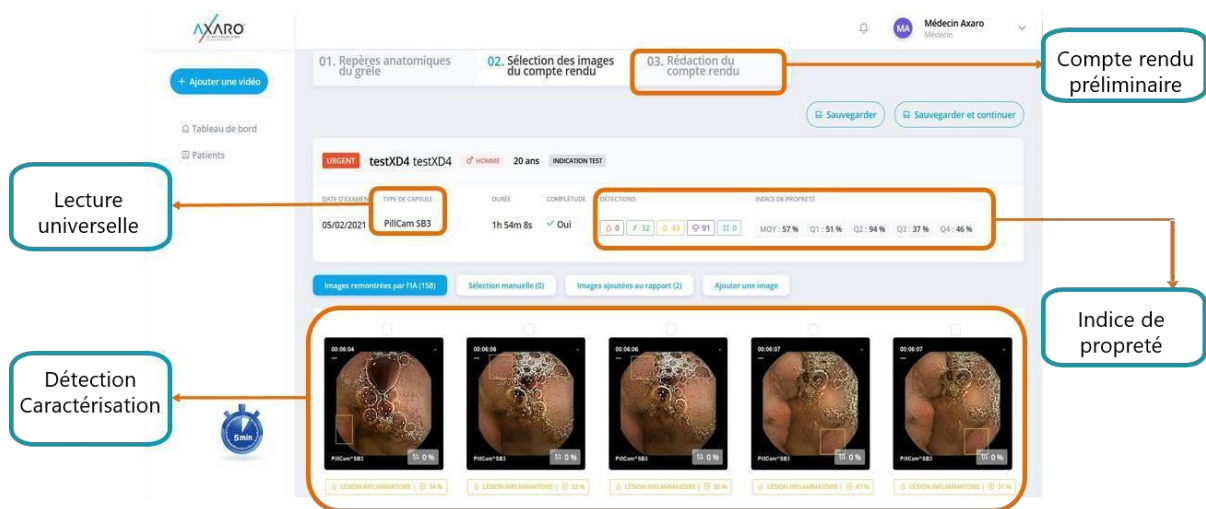 AXARO
Médecin Axaro
Médecin
MA
+ Ajouter une vidéo
Tableau de bord
Patients
01. Repères anatomiques
du grêle
02. Sélection des images
du compte rendu
03. Rédaction du
compte rendu
Compte rendu
préliminaire
Sauvegarder
Sauvegarder et continuer
URGENT testXD4 testXD4 HOMME 20 ans INDICATION TEST
Lecture
universelle
DATE D'EXAMEN TYPE DE CAPSULE DURÉE COMPLÉTUDE DÉTECTIONS INDICE DE PROPRETÉ
05/02/2021 PillCam SB3 1h 54m 8s Oui 0 32 43 91 0 MOY : 57 % Q1 : 51 % Q2 : 94 % Q3 : 37 % Q4 : 46 %
Images remontrées par l'IA (158) Sélection manuelle (0) Images ajoutées au rapport (2) Ajouter une image
Indice de
propreté
Détection
Caractérisation
5min
00:06:04
00:06:06
00:06:06
00:06:07
00:06:07
PillCam®SB3 0 %
PillCam®SB3 0 %
PillCam®SB3 0 %
PillCam®SB3 0 %
PillCam®SB3 0 %
LÉSION INFLAMMATOIRE | 34 %
LÉSION INFLAMMATOIRE | 33 %
LÉSION INFLAMMATOIRE |
LÉSION INFLAMMATOIRE | 47 %
LÉSION INFLAMMATOIRE | 51 %